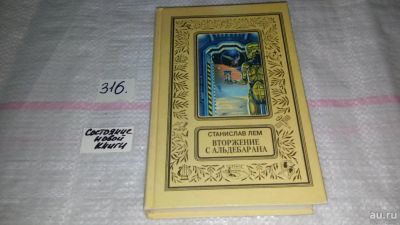 316.
Состояние
новой
книги
СТАНИСЛАВ ЛЕМ
ВТОРЖЕНИЕ
С АЛЬДЕБАРАНА
au.ru